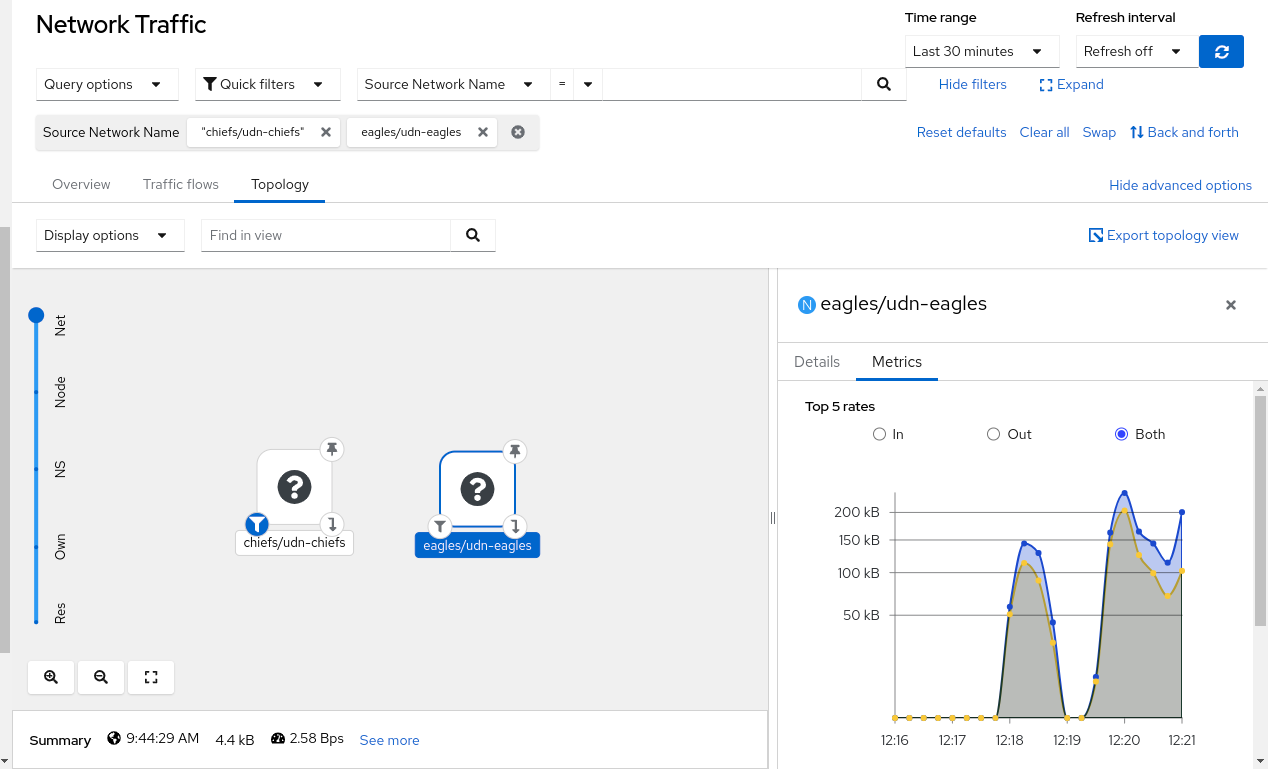 Network Traffic
Time range
Refresh interval
Last 30 minutes
Refresh off
Query options
Quick filters
Source Network Name
=
Hide filters
Expand
Source Network Name
"chiefs/udn-chiefs"
eagles/udn-eagles
Reset defaults
Clear all
Swap
Back and forth
Overview
Traffic flows
Topology
Hide advanced options
Display options
Find in view
Export topology view
Net
Node
NS
Own
Res
?
chiefs/udn-chiefs
?
eagles/udn-eagles
Summary
9:44:29 AM
4.4 kB
2.58 Bps
See more
N
eagles/udn-eagles
Details
Metrics
Top 5 rates
In
Out
Both
200 kB
150 kB
100 kB
50 kB
12:16
12:17
12:18
12:19
12:20
12:21